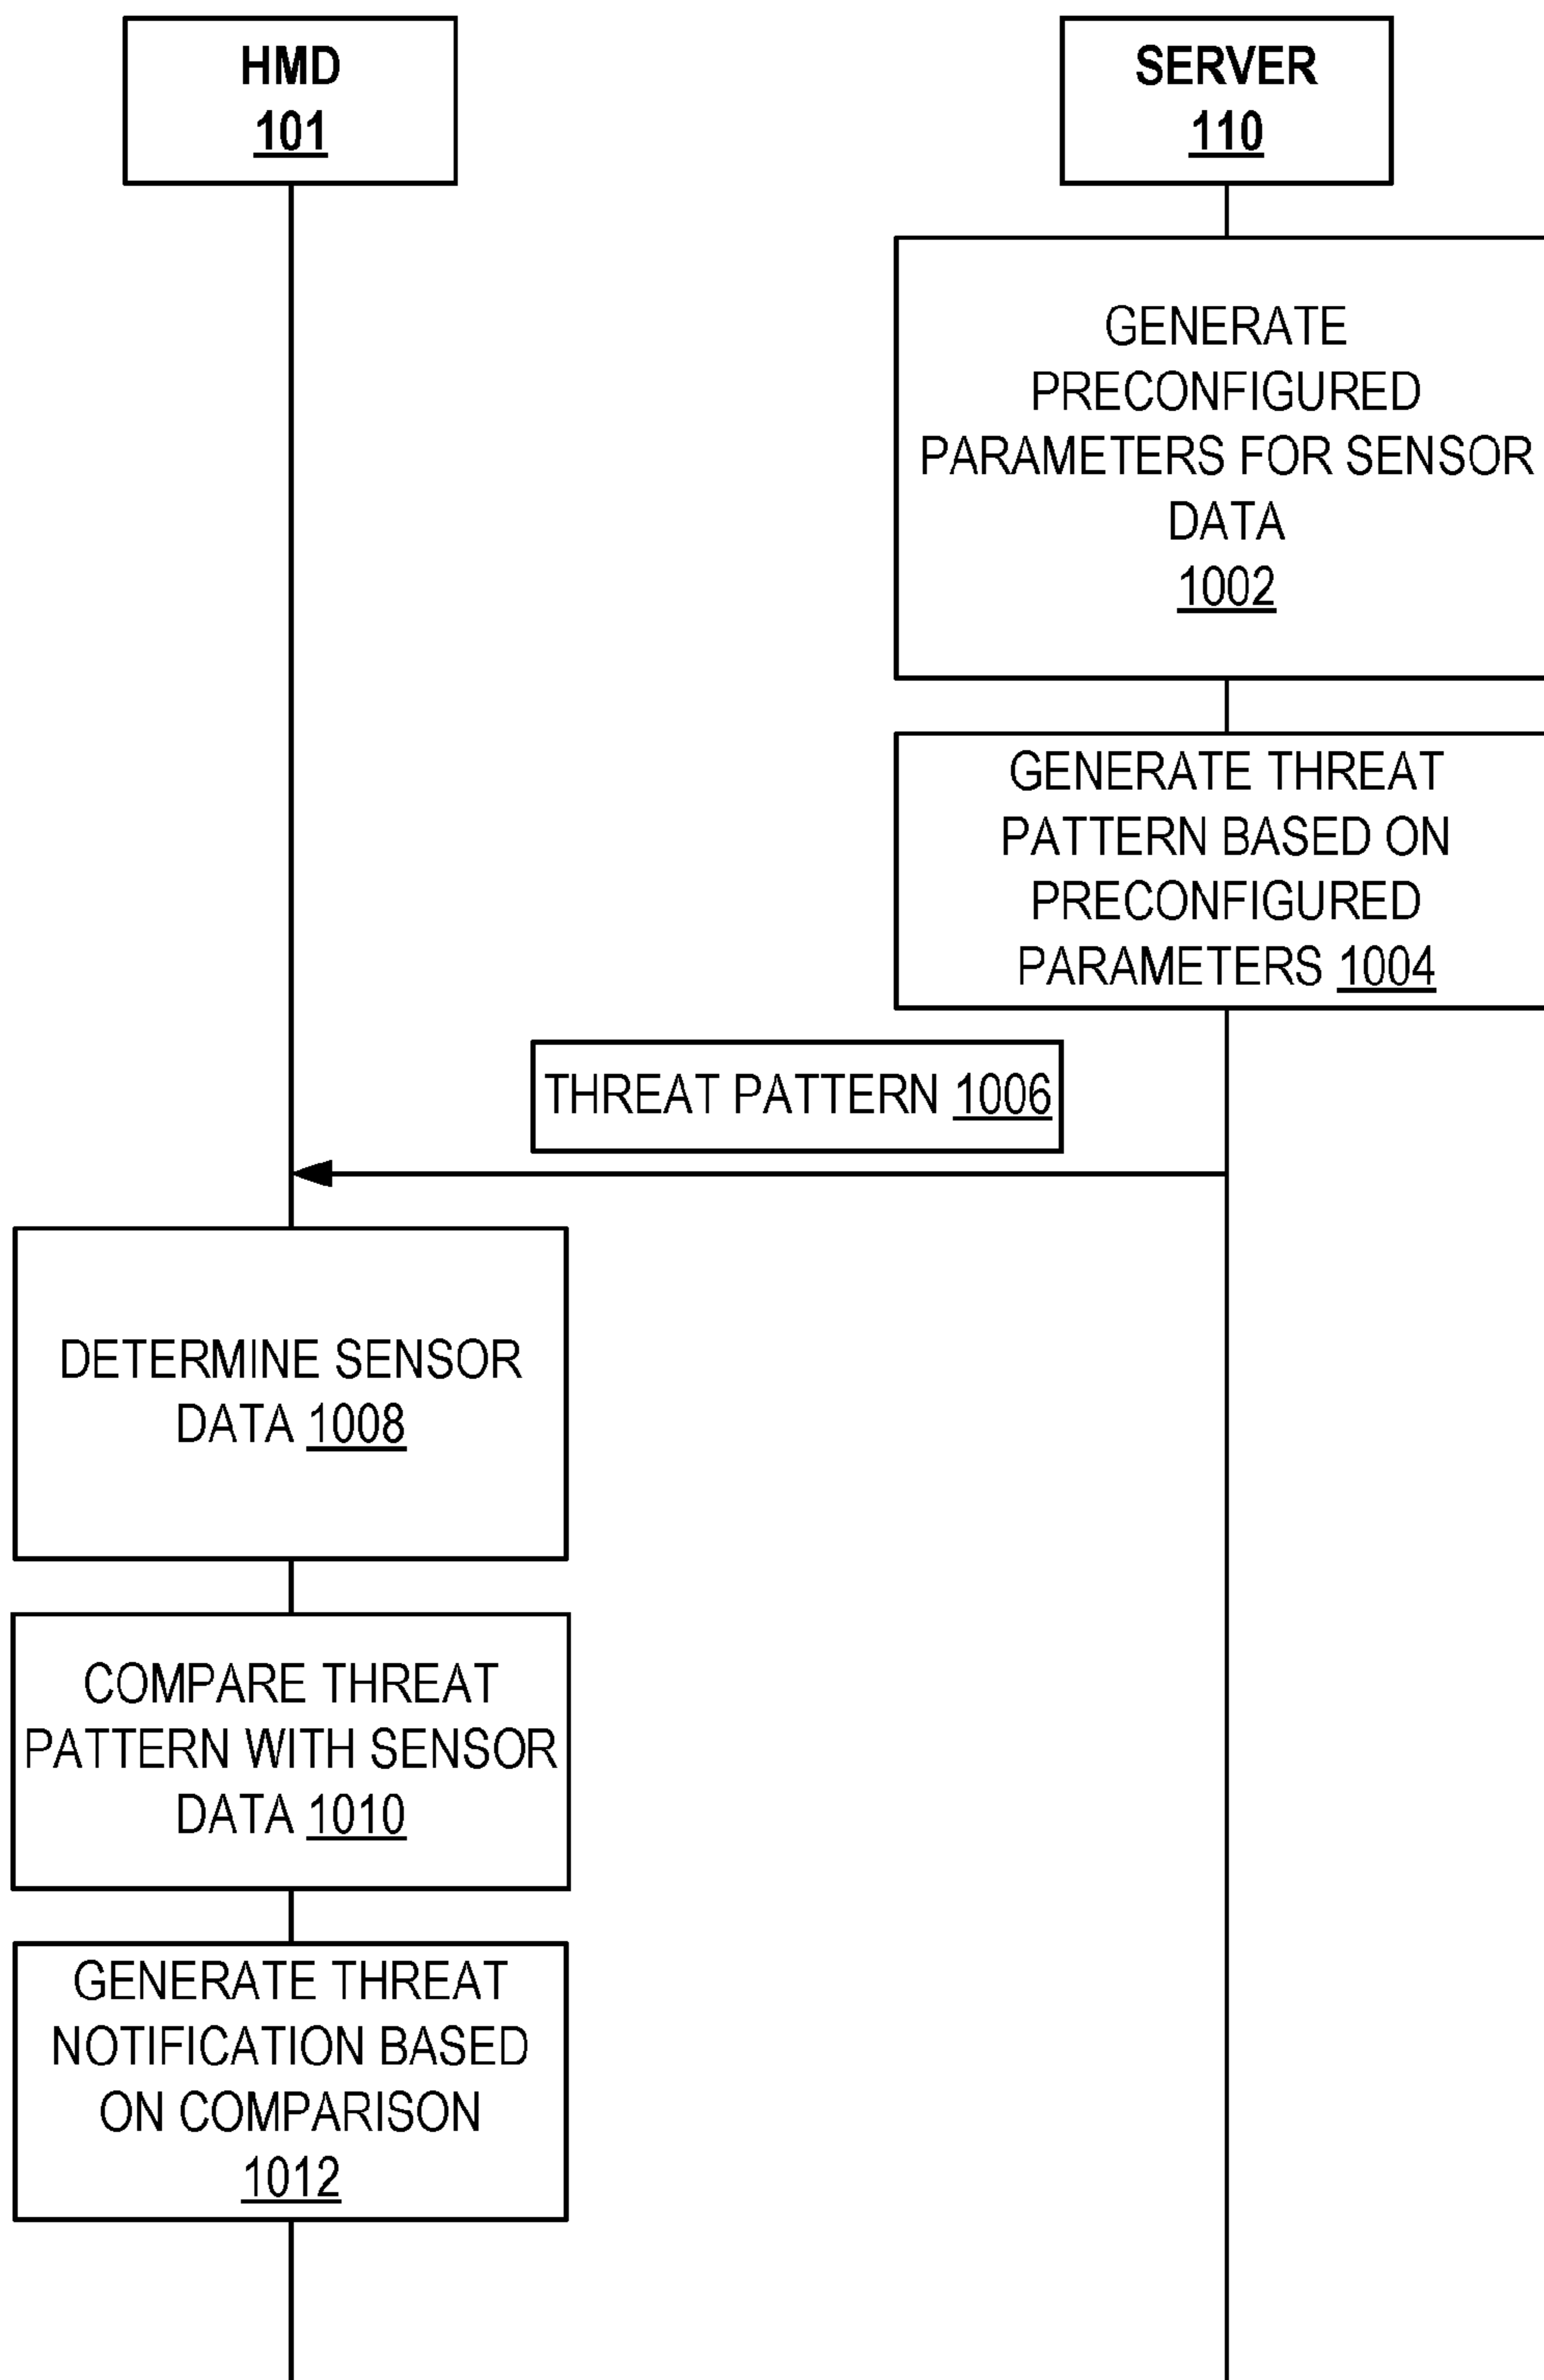 HMD
101
SERVER
110
GENERATE
PRECONFIGURED
PARAMETERS FOR SENSOR
DATA
1002
GENERATE THREAT
PATTERN BASED ON
PRECONFIGURED
PARAMETERS 1004
THREAT PATTERN 1006
DETERMINE SENSOR
DATA 1008
COMPARE THREAT
PATTERN WITH SENSOR
DATA 1010
GENERATE THREAT
NOTIFICATION BASED
ON COMPARISON
1012